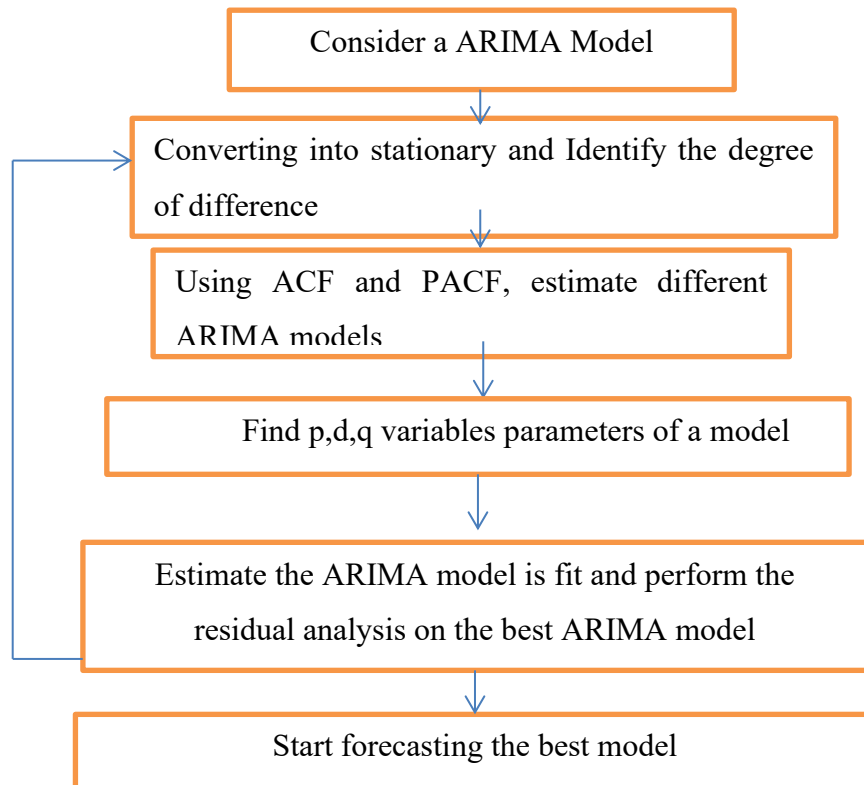 Consider a ARIMA Model
Converting into stationary and Identify the degree
of difference
Using ACF and PACF, estimate different
ARIMA models
Find p,d,q variables parameters of a model
Estimate the ARIMA model is fit and perform the
residual analysis on the best ARIMA model
Start forecasting the best model